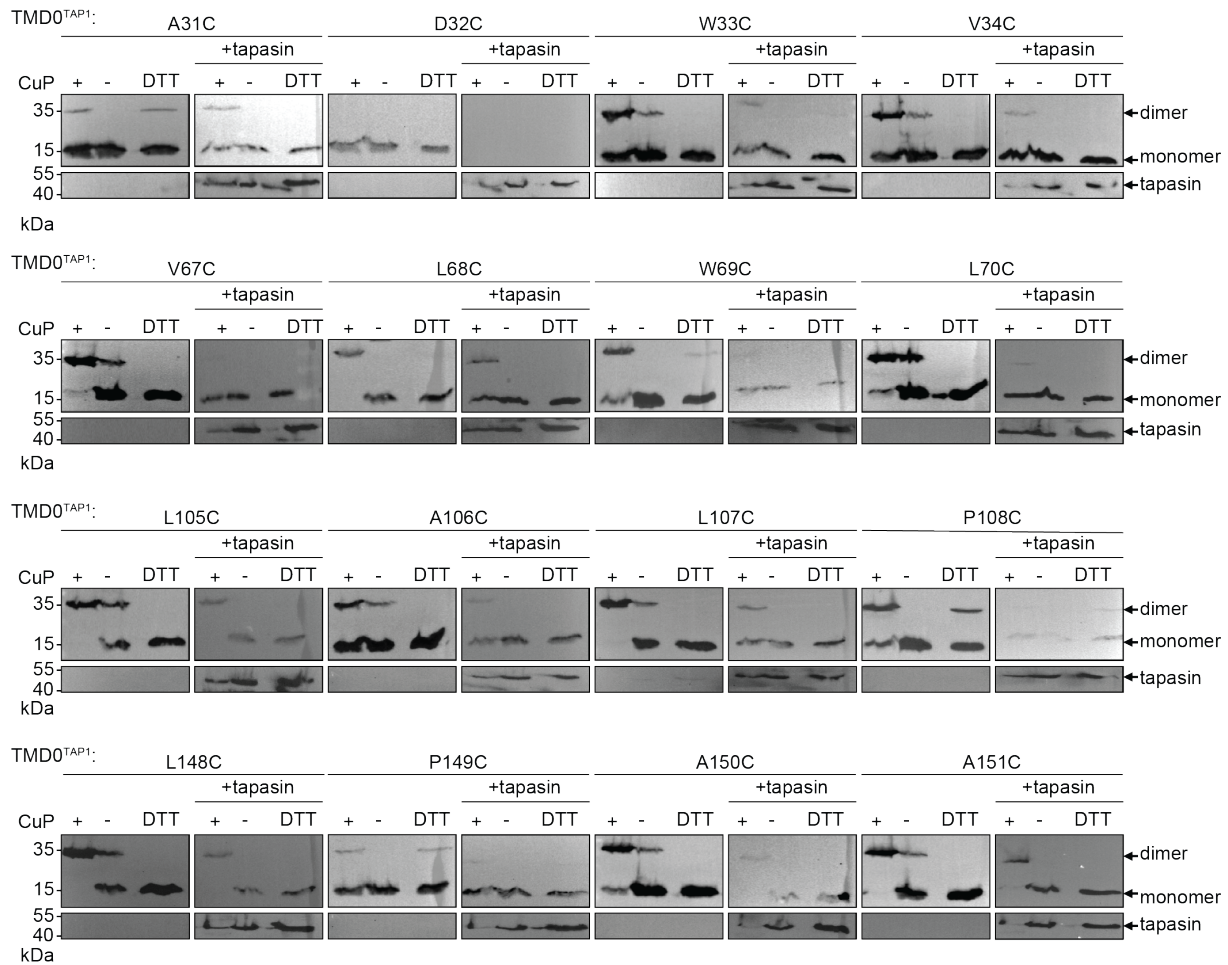 TMD0TAP1: A31C D32C W33C V34C
+tapasin +tapasin +tapasin +tapasin
CuP + - DTT + - DTT + - DTT + - DTT + - DTT + - DTT + - DTT + - DTT
35 dimer
15 monomer
55
40 tapasin
kDa
TMD0TAP1: V67C L68C W69C L70C
+tapasin +tapasin +tapasin +tapasin
CuP + - DTT + - DTT + - DTT + - DTT + - DTT + - DTT + - DTT + - DTT
35 dimer
15 monomer
55
40 tapasin
kDa
TMD0TAP1: L105C A106C L107C P108C
+tapasin +tapasin +tapasin +tapasin
CuP + - DTT + - DTT + - DTT + - DTT + - DTT + - DTT + - DTT + - DTT
35 dimer
15 monomer
55
40 tapasin
kDa
TMD0TAP1: L148C P149C A150C A151C
+tapasin +tapasin +tapasin +tapasin
CuP + - DTT + - DTT + - DTT + - DTT + - DTT + - DTT + - DTT + - DTT
35 dimer
15 monomer
55
40 tapasin
kDa